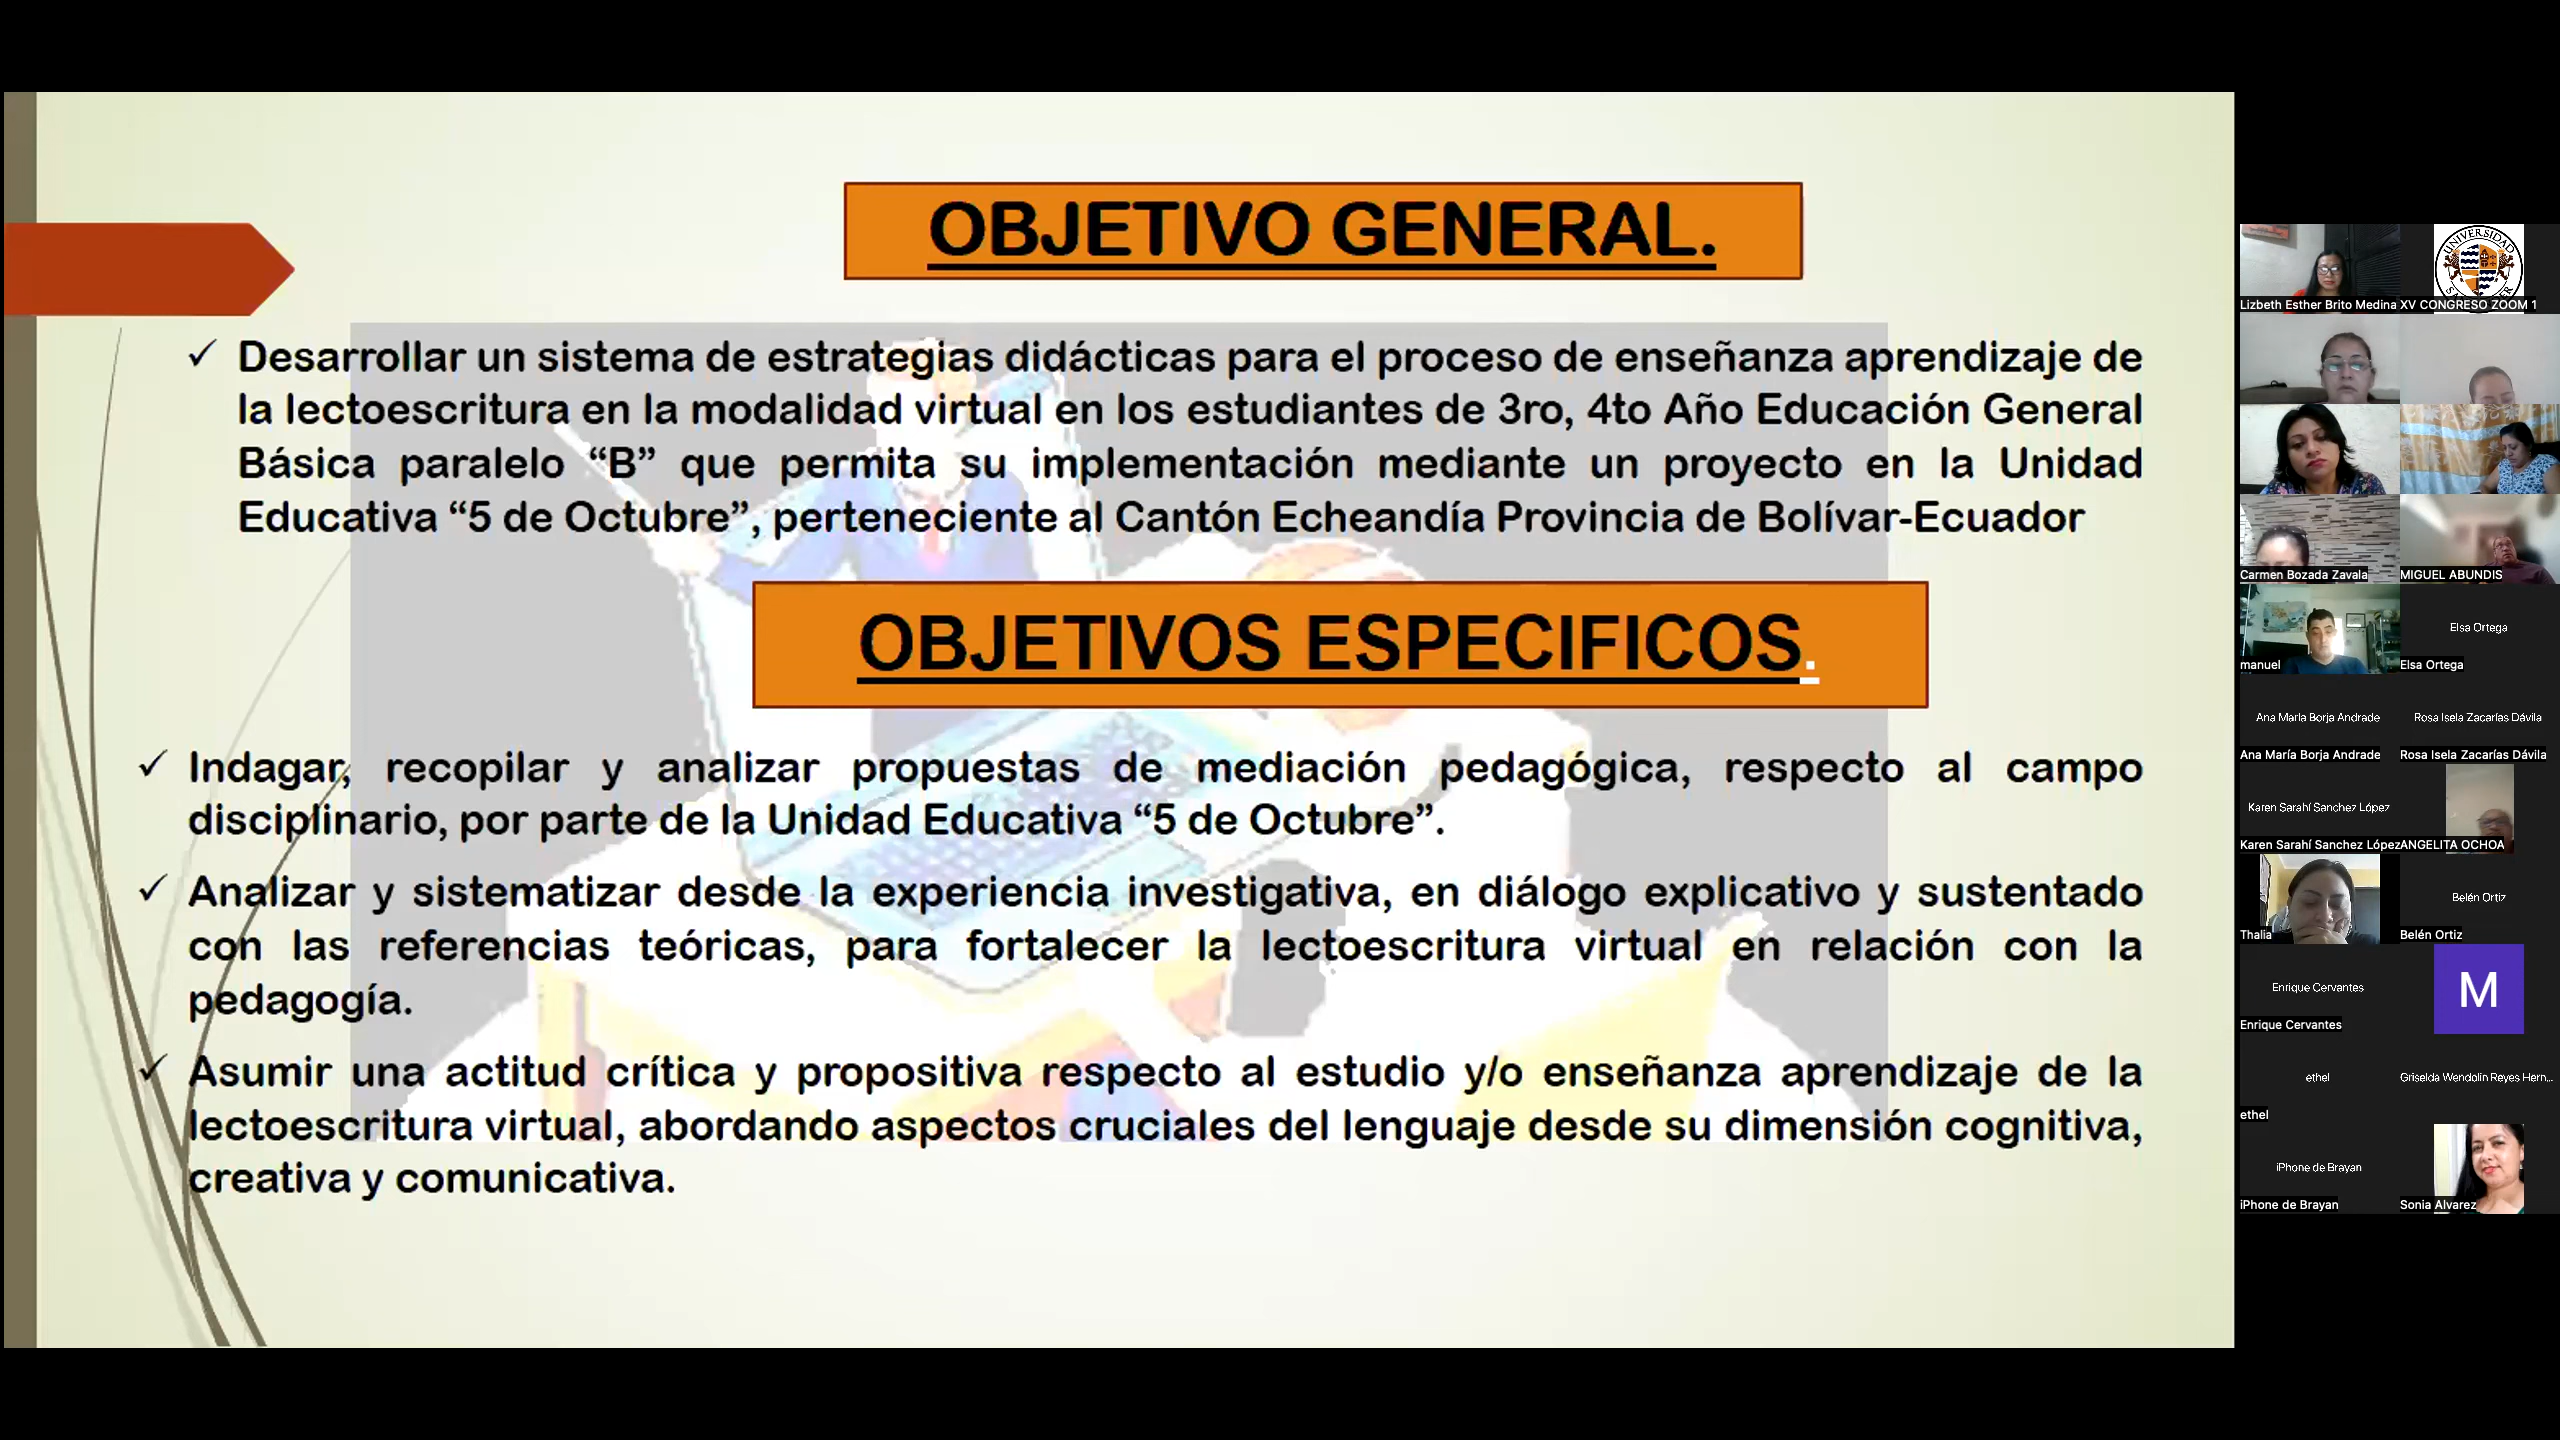 OBJETIVO GENERAL.
✓ Desarrollar un sistema de estrategias didácticas para el proceso de enseñanza aprendizaje de
la lectoescritura en la modalidad virtual en los estudiantes de 3ro, 4to Año Educación General
Básica paralelo “B” que permita su implementación mediante un proyecto en la Unidad
Educativa “5 de Octubre”, perteneciente al Cantón Echeandía Provincia de Bolívar-Ecuador
OBJETIVOS ESPECIFICOS.
✓ Indagar, recopilar y analizar propuestas de mediación pedagógica, respecto al campo
disciplinario, por parte de la Unidad Educativa “5 de Octubre”.
✓ Analizar y sistematizar desde la experiencia investigativa, en diálogo explicativo y sustentado
con las referencias teóricas, para fortalecer la lectoescritura virtual en relación con la
pedagogía.
✓ Asumir una actitud crítica y propositiva respecto al estudio y/o enseñanza aprendizaje de la
lectoescritura virtual, abordando aspectos cruciales del lenguaje desde su dimensión cognitiva,
creativa y comunicativa.
UNIVERSIDAD
Lizbeth Esther Brito Medina
XV CONGRESO ZOOM 1
Carmen Bozada Zavala
MIGUEL ABUNDIS
manuel
Elsa Ortega
Elsa Ortega
Ana María Borja Andrade
Rosa Isela Zacarías Dávila
Ana María Borja Andrade
Rosa Isela Zacarías Dávila
Karen Sarahí Sanchez López
Karen Sarahí Sanchez López
ANGELITA OCHOA
Thalia
Belén Ortiz
Belén Ortiz
Enrique Cervantes
Enrique Cervantes
M
ethel
ethel
Griselda Wendolin Reyes Hern...
iPhone de Brayan
iPhone de Brayan
Sonia Alvarez